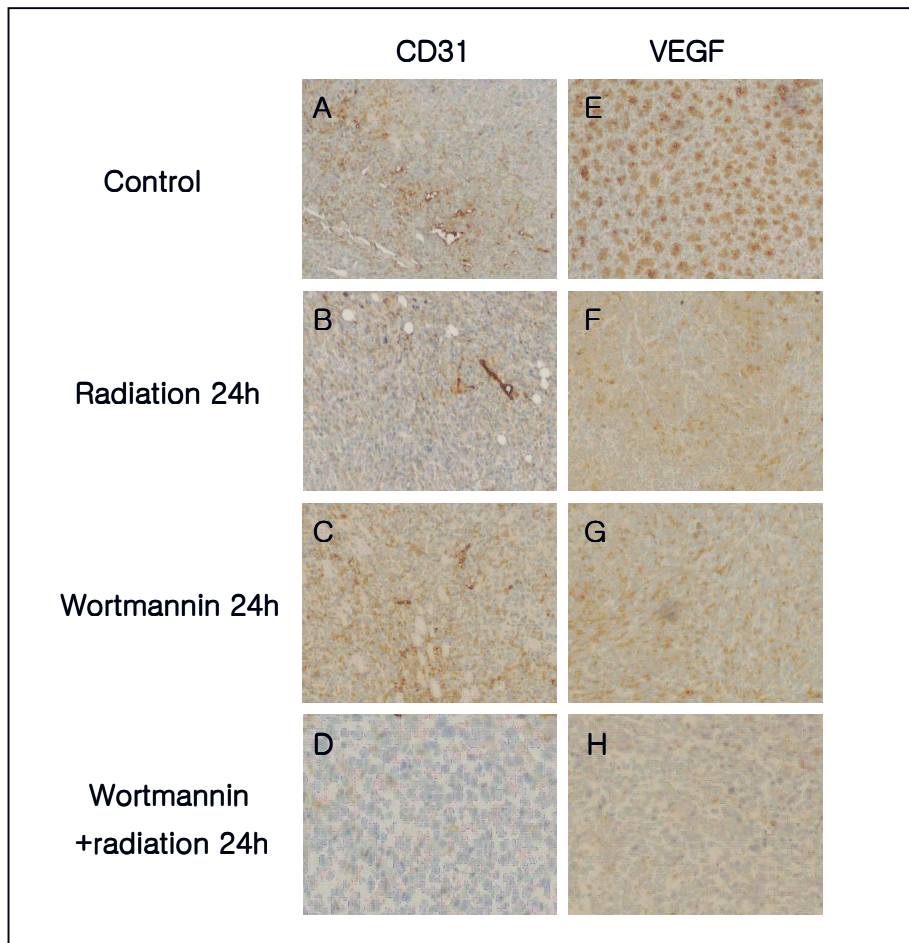 CD31 VEGF
A E
Control
B F
Radiation 24h
C G
Wortmannin 24h
D H
Wortmannin
+radiation 24h